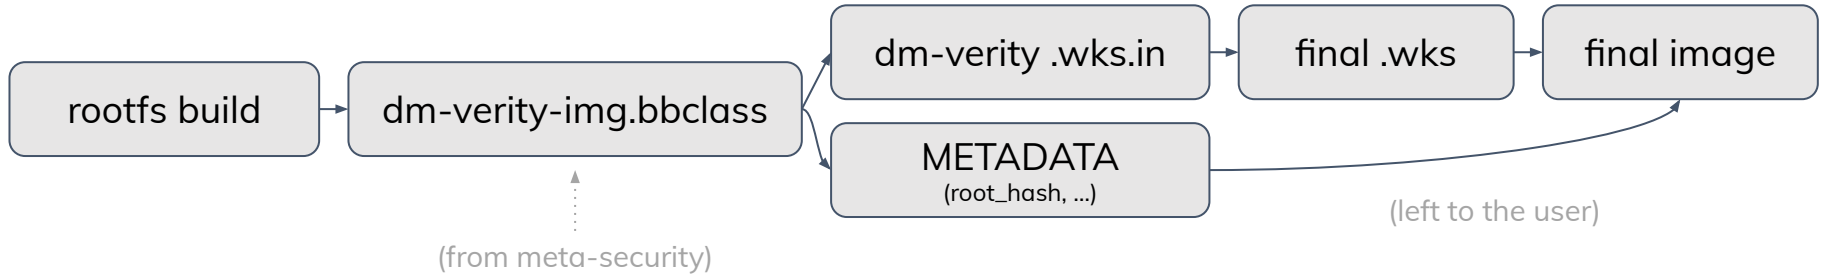 rootfs build
dm-verity-img.bbclass
(from meta-security)
dm-verity .wks.in
final .wks
final image
METADATA
(root_hash, ...)
(left to the user)